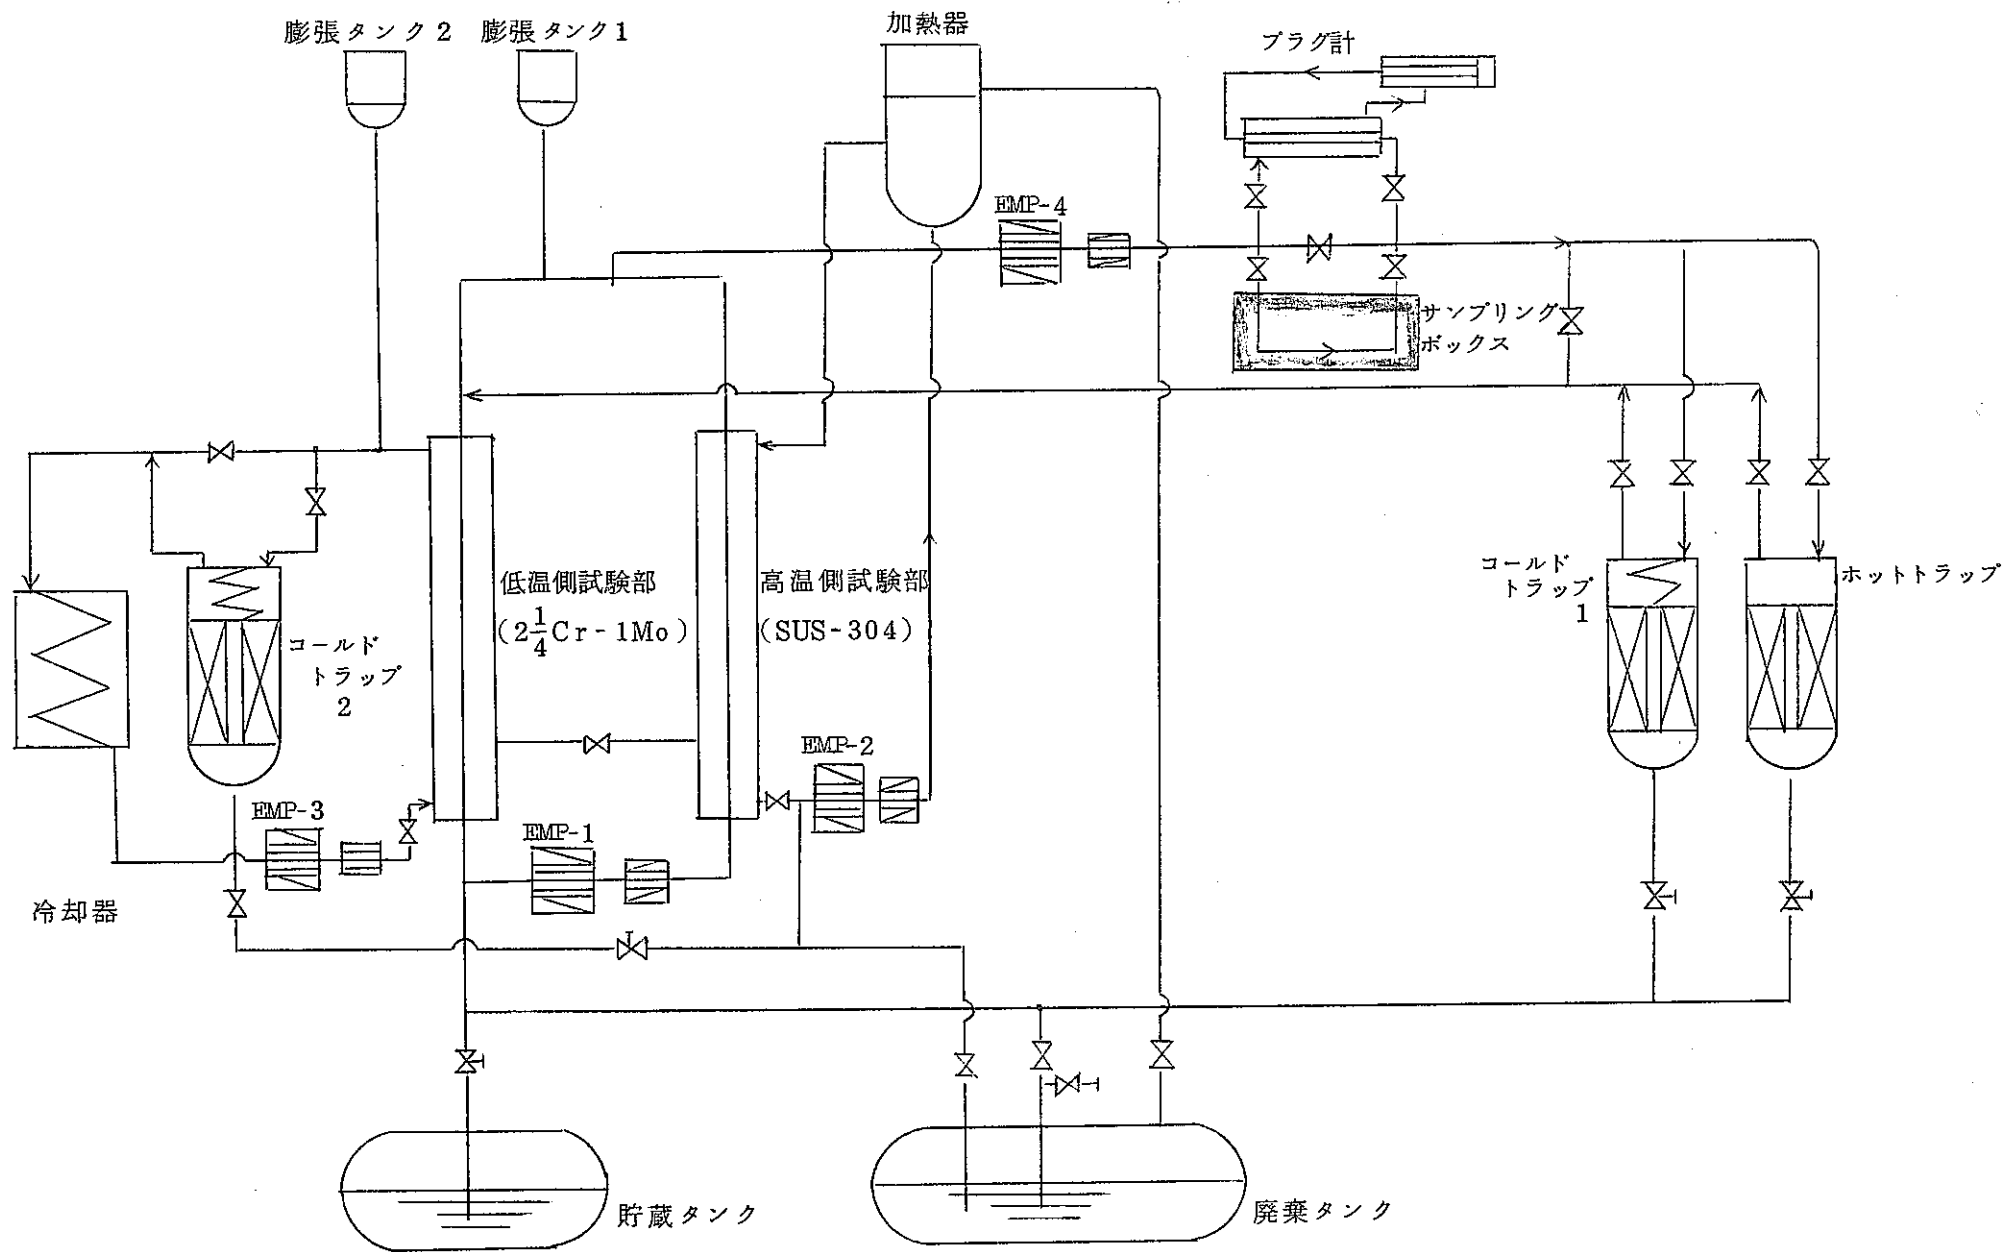 膨張タンク2
膨張タンク1
加熱器
プラグ計
EMP-4
サンプリング
ボックス
低温側試験部
(2 1/4 Cr-1Mo)
高温側試験部
(SUS-304)
コールド
トラップ
1
ホットトラップ
コールド
トラップ
2
EMP-2
EMP-3
EMP-1
冷却器
貯蔵タンク
廃棄タンク